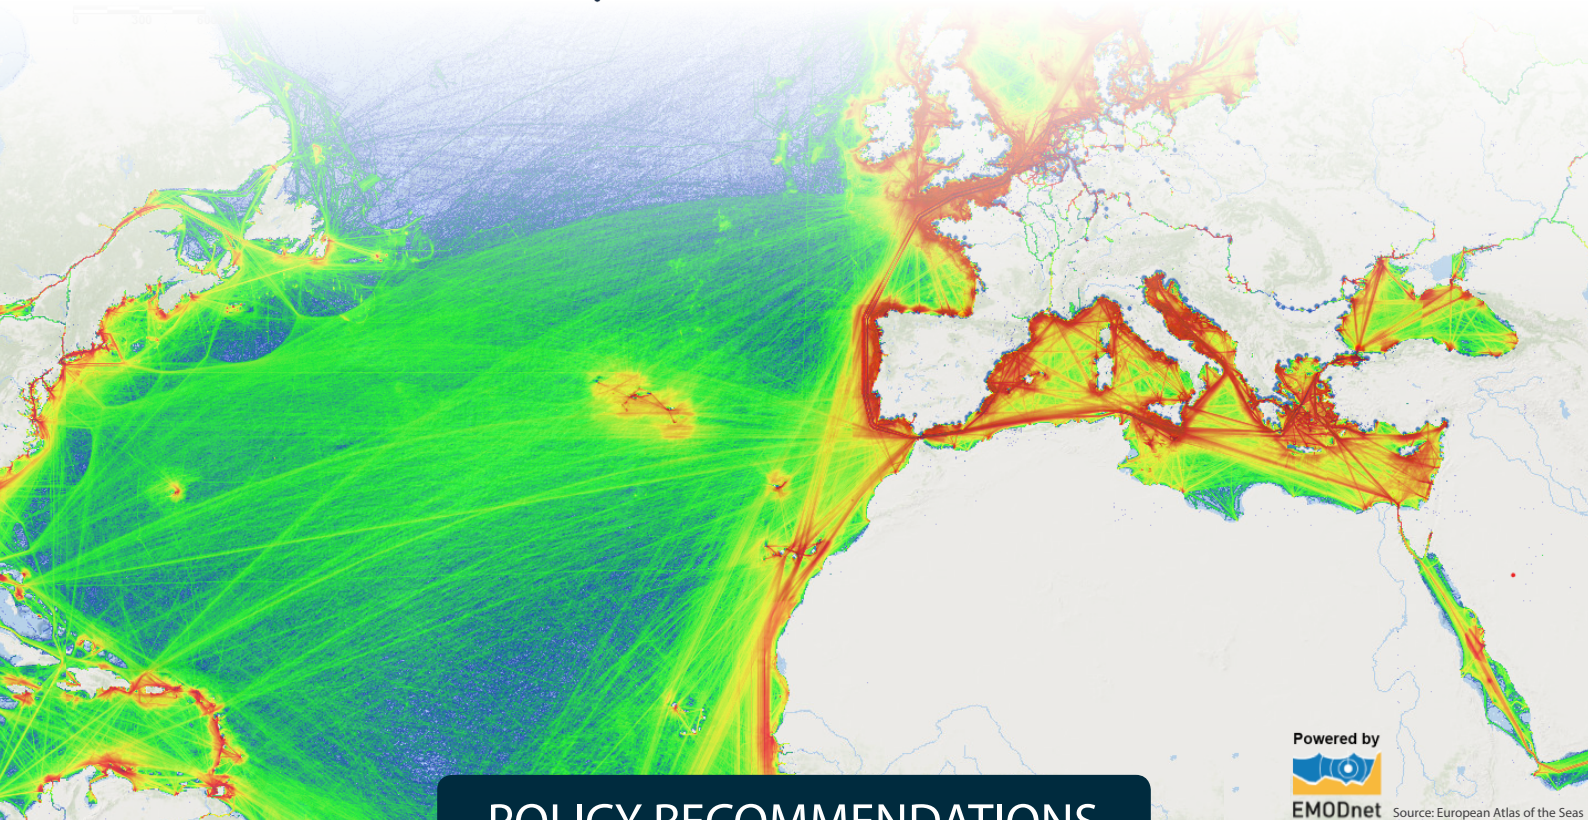 Powered by
EMODnet
Source: European Atlas of the Seas
POLICY RECOMMENDATIONS